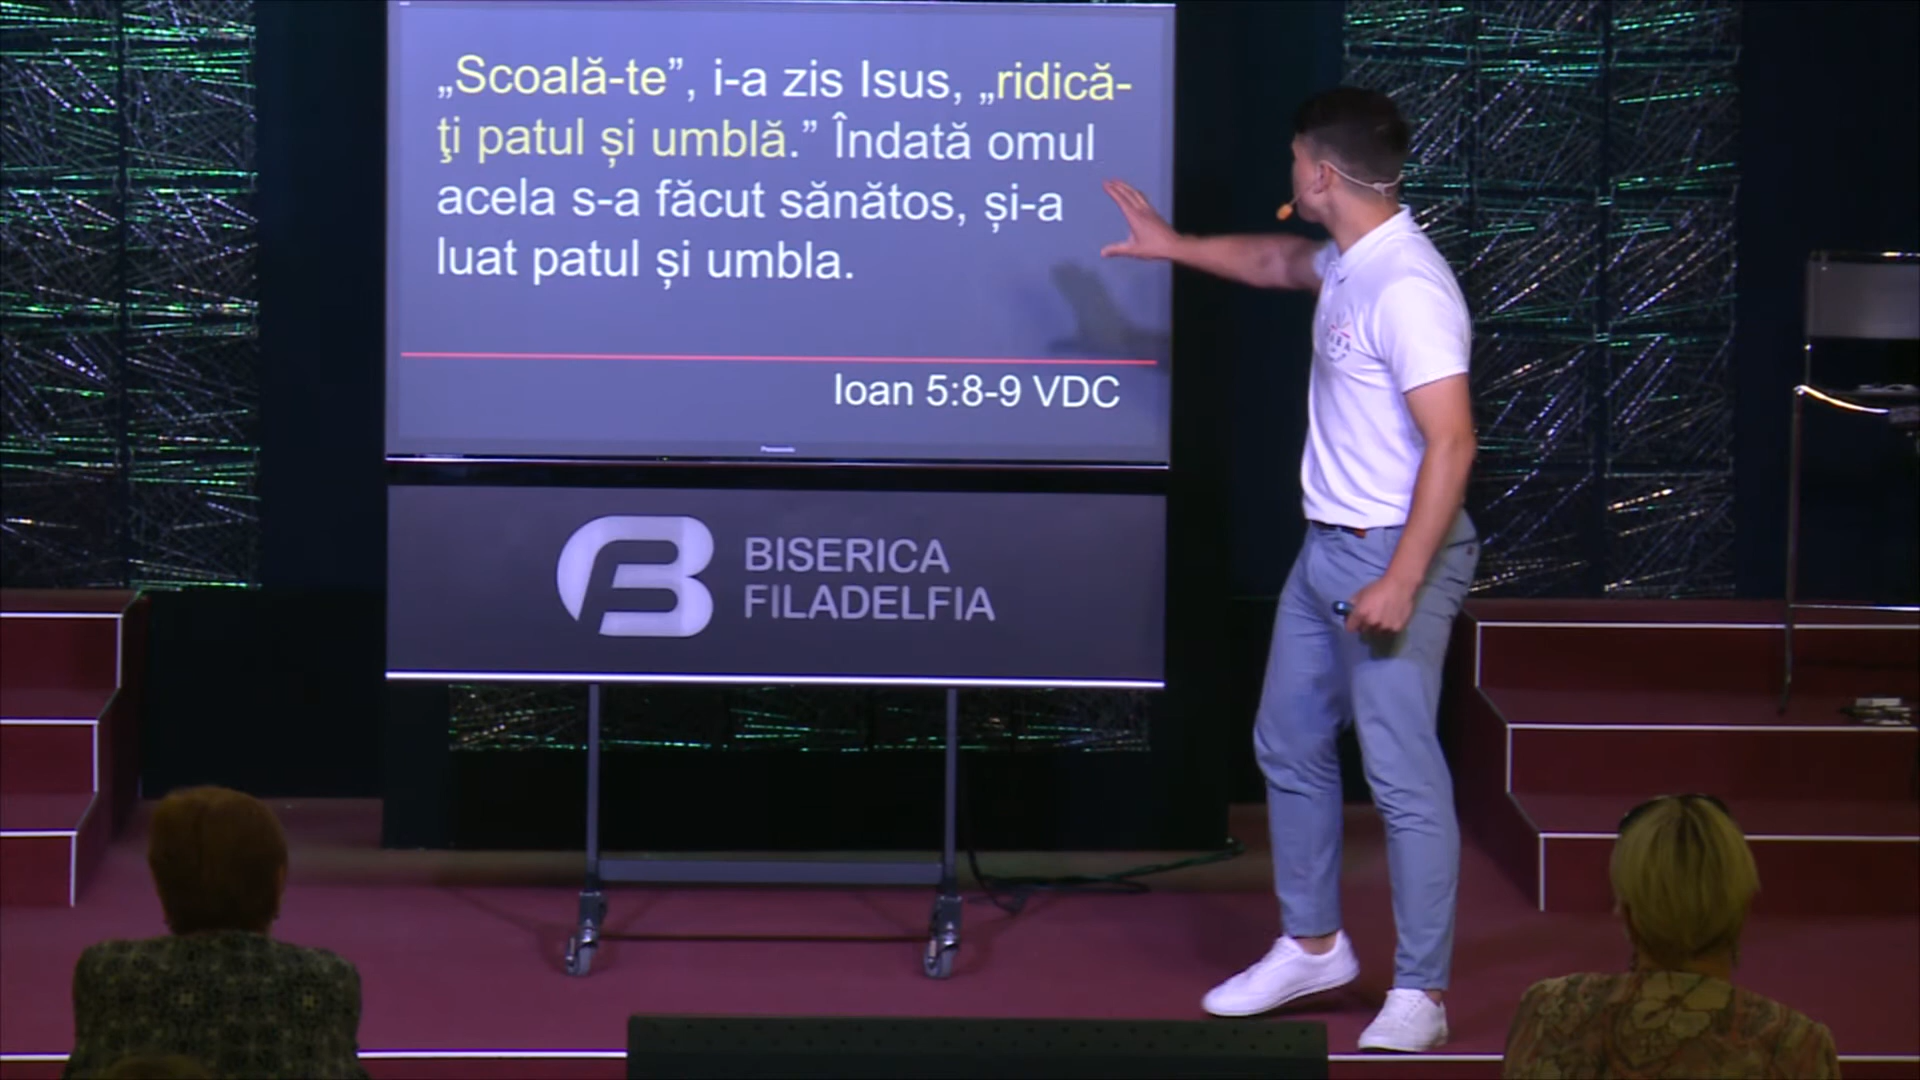 „Scoală-te”, i-a zis Isus, „ridică-
ţi patul și umblă.” Îndată omul
acela s-a făcut sănătos, și-a
luat patul și umbla.
Ioan 5:8-9 VDC
Panasonic
BISERICA
FILADELFIA